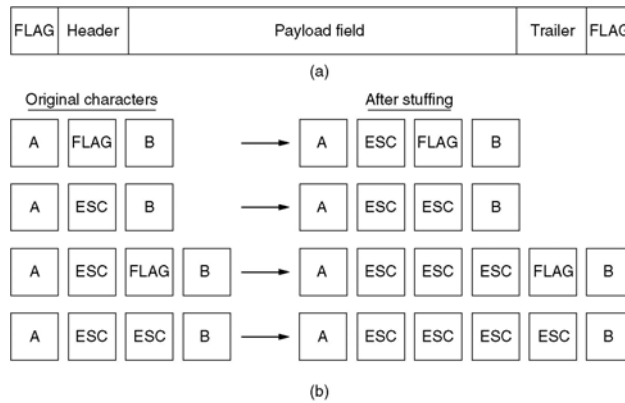 FLAG Header Payload field Trailer FLAG
(a)
Original characters After stuffing
A FLAG B A ESC FLAG B
A ESC B A ESC ESC B
A ESC FLAG B A ESC ESC ESC FLAG B
A ESC ESC B A ESC ESC ESC ESC B
(b)